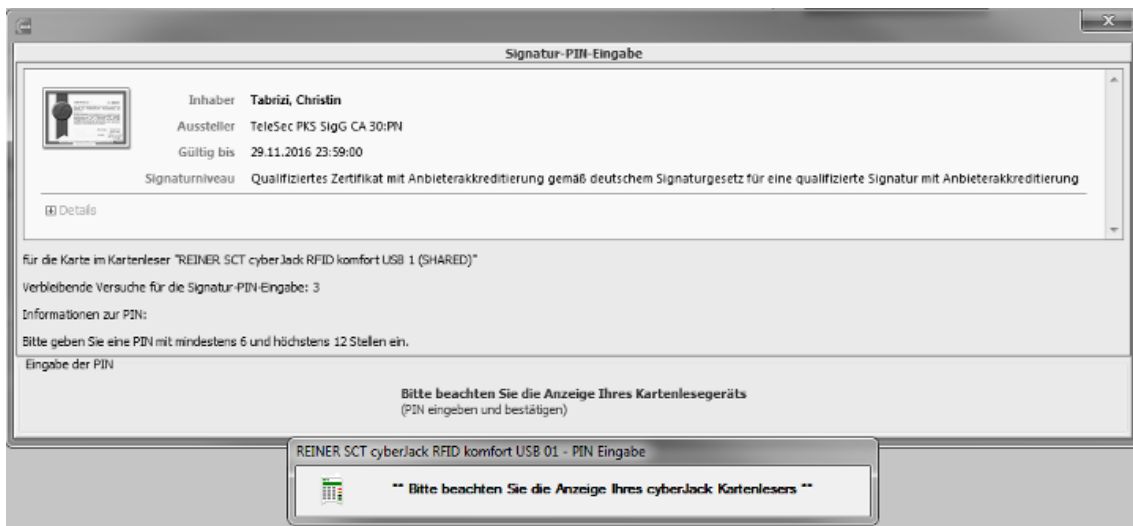 Signatur-PIN-Eingabe
Inhaber Tabrizi, Christin
Aussteller TeleSec PKS SigG CA 30:PN
Gültig bis 29.11.2016 23:59:00
Signaturniveau Qualifiziertes Zertifikat mit Anbieterakkreditierung gemäß deutschem Signaturgesetz für eine qualifizierte Signatur mit Anbieterakkreditierung
Details
für die Karte im Kartenleser "REINER SCT cyberJack RFID komfort USB 1 (SHARED)"
Verbleibende Versuche für die Signatur-PIN-Eingabe: 3
Informationen zur PIN:
Bitte geben Sie eine PIN mit mindestens 6 und höchstens 12 Stellen ein.
Eingabe der PIN
Bitte beachten Sie die Anzeige Ihres Kartenlesegeräts
(PIN eingeben und bestätigen)
REINER SCT cyberJack RFID komfort USB 01 - PIN Eingabe
** Bitte beachten Sie die Anzeige Ihres cyberJack Kartenlesers **